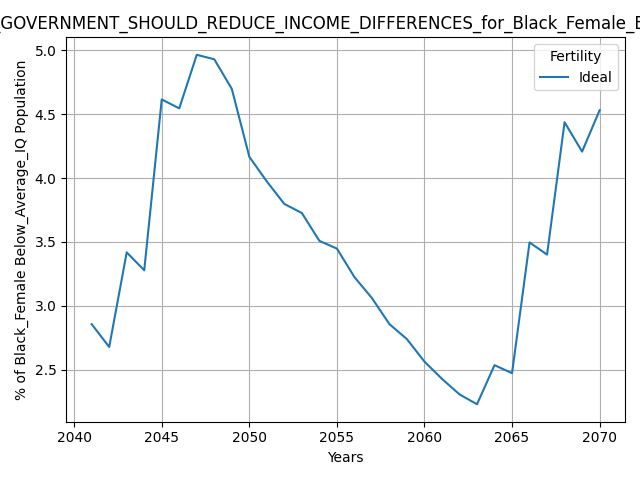 _GOVERNMENT_SHOULD_REDUCE_INCOME_DIFFERENCES_for_Black_Female_
% of Black_Female Below_Average_IQ Population
5.0
4.5
4.0
3.5
3.0
2.5
Fertility
Ideal
2040
2045
2050
2055
2060
2065
2070
Years